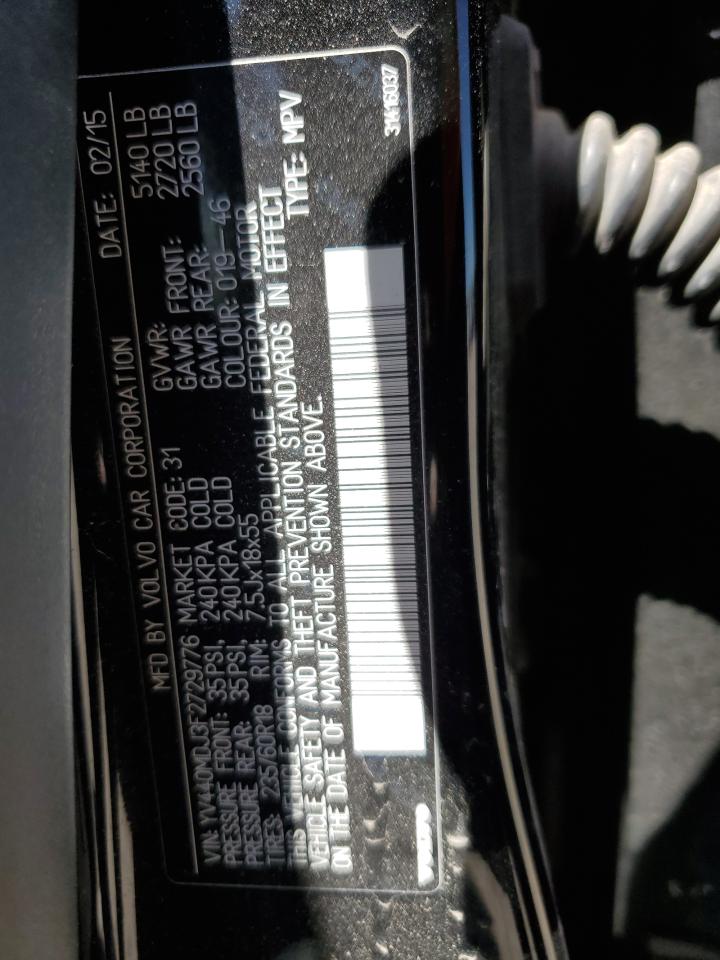 MFD BY VOLVO CAR CORPORATION DATE: 02/15
VIN: YV440MDJ3F2729776 MARKET CODE: 31 GVWR: 5140 LB
PRESSURE FRONT: 35PSI, 240KPA COLD GAWR FRONT: 2720 LB
PRESSURE REAR: 35PSI, 240KPA COLD GAWR REAR: 2560 LB
TIRES: 235/60R18 RIM: 7.5Jx18x55 COLOUR: 019-46
THIS VEHICLE CONFORMS TO ALL APPLICABLE FEDERAL MOTOR
VEHICLE SAFETY AND THEFT PREVENTION STANDARDS IN EFFECT
ON THE DATE OF MANUFACTURE SHOWN ABOVE. TYPE: MPV
31416037